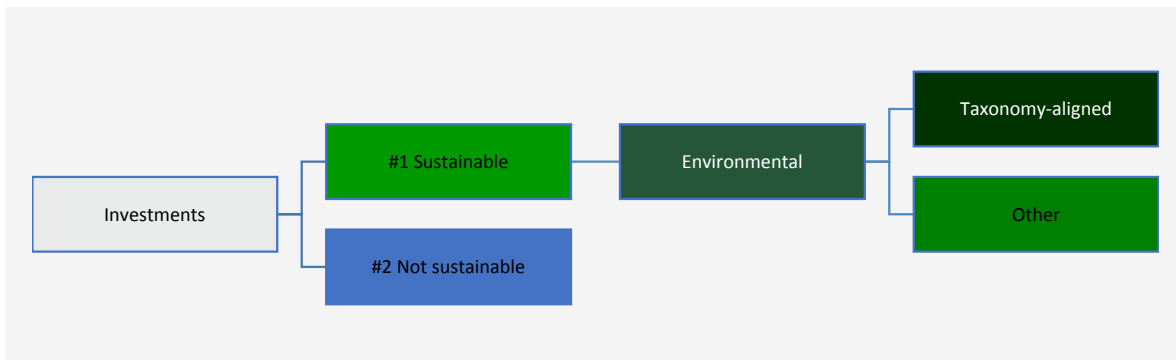 Investments
#1 Sustainable
#2 Not sustainable
Environmental
Taxonomy-aligned
Other